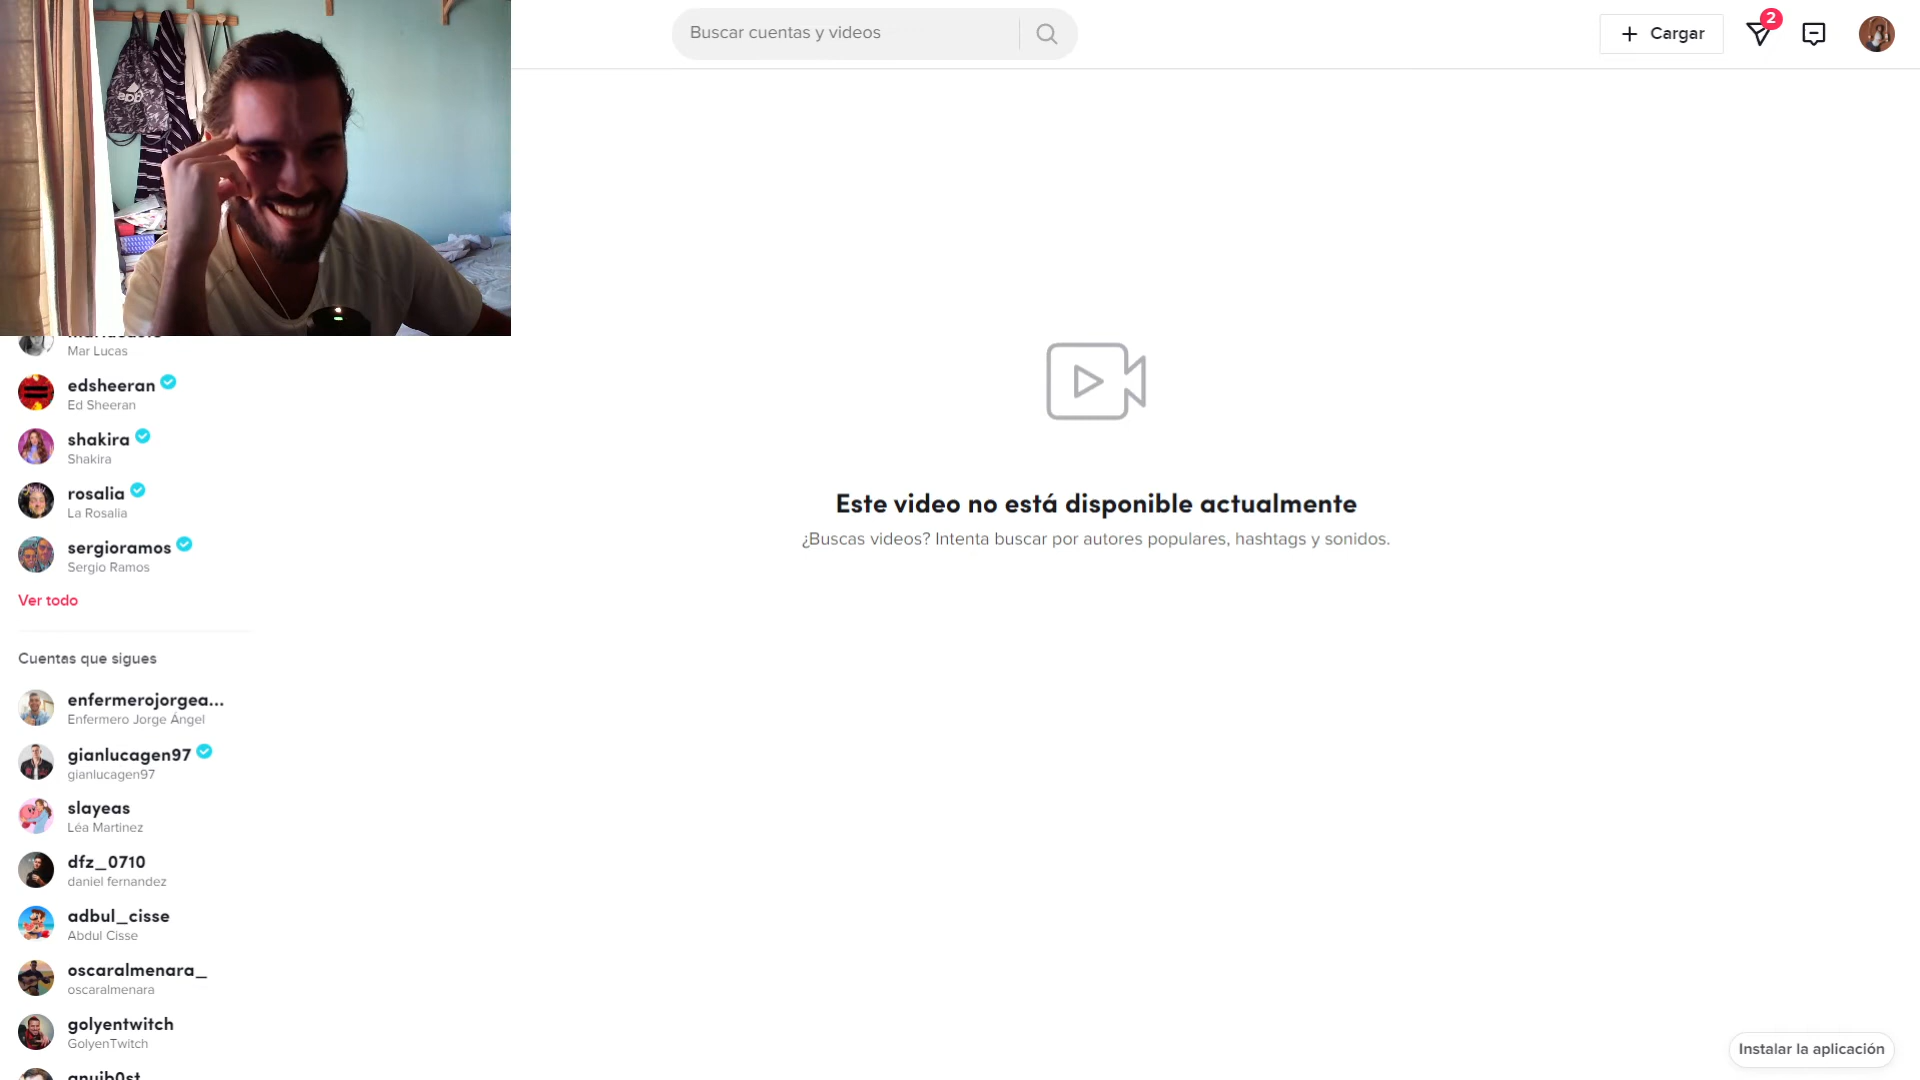 Buscar cuentas y videos
Cargar
2
Mar Lucas
edsheeran
Ed Sheeran
shakira
Shakira
rosalia
La Rosalia
sergioramos
Sergio Ramos
Ver todo
Cuentas que sigues
enfermerojorgea...
Enfermero Jorge Ángel
gianlucagen97
gianlucagen97
slayeas
Léa Martinez
dfz_0710
daniel fernandez
adbul_cisse
Abdul Cisse
oscaralmenara_
oscaralmenara
golyentwitch
GolyenTwitch
Este video no está disponible actualmente
¿Buscas videos? Intenta buscar por autores populares, hashtags y sonidos.
Instalar la aplicación